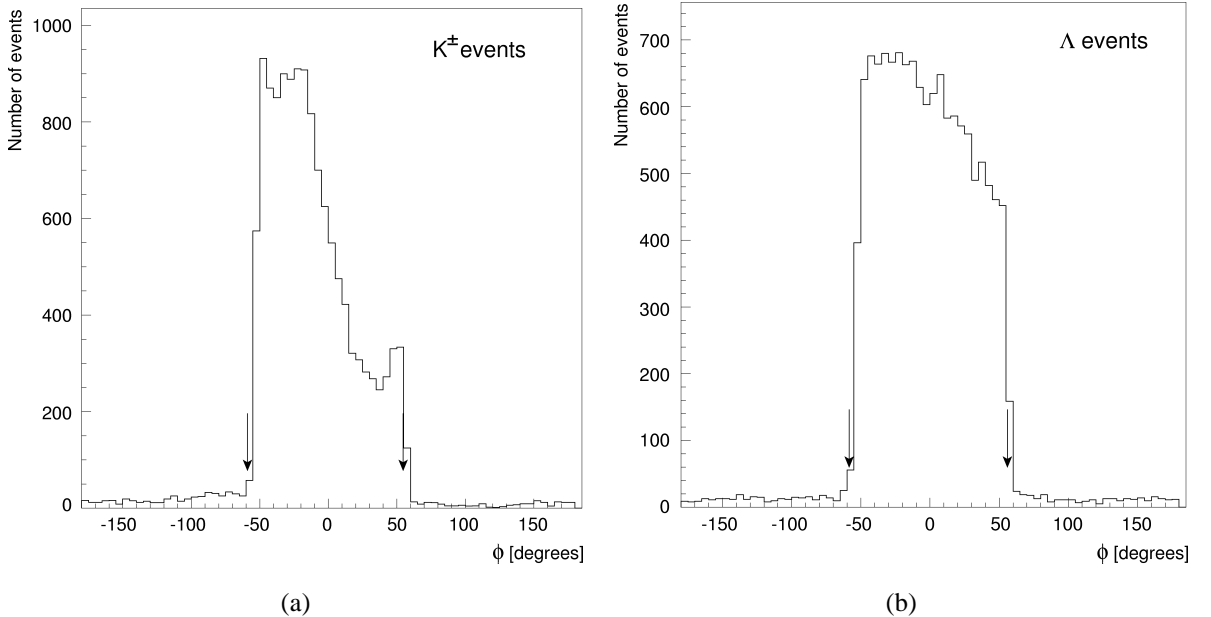 Number of events
1000
800
600
400
200
0
K± events
-150 -100 -50 0 50 100 150
ϕ [degrees]
(a)
Number of events
700
600
500
400
300
200
100
0
Λ events
-150 -100 -50 0 50 100 150
ϕ [degrees]
(b)